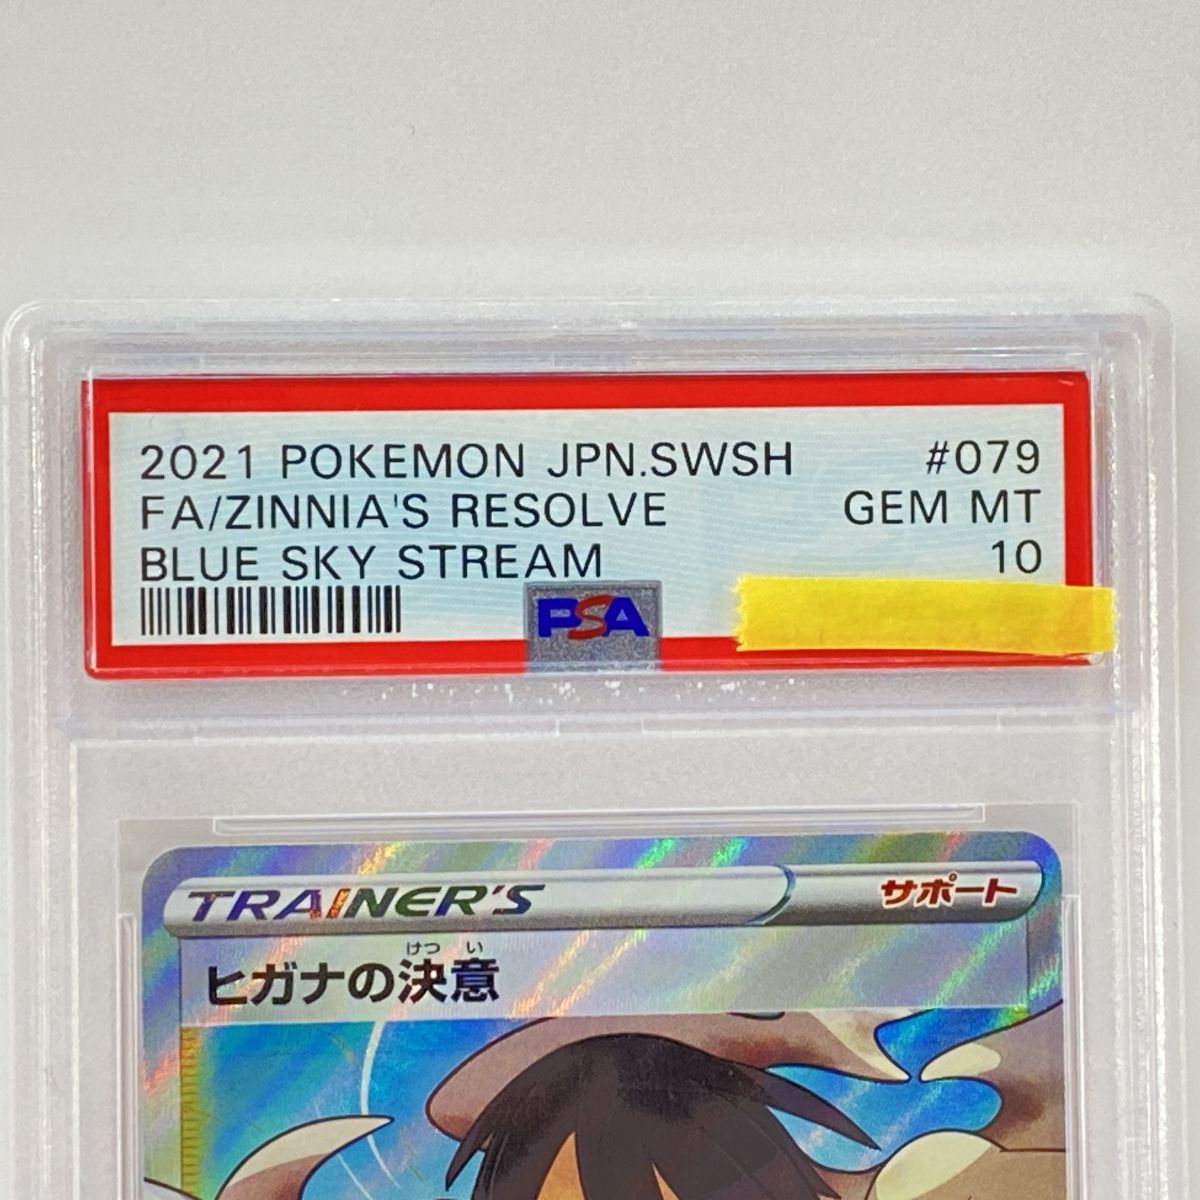 2021 POKEMON JPN.SWSH #079
FA/ZINNIA'S RESOLVE GEM MT
BLUE SKY STREAM 10
PSA
TRAINER'S サポート
けつ い
ヒガナの決意